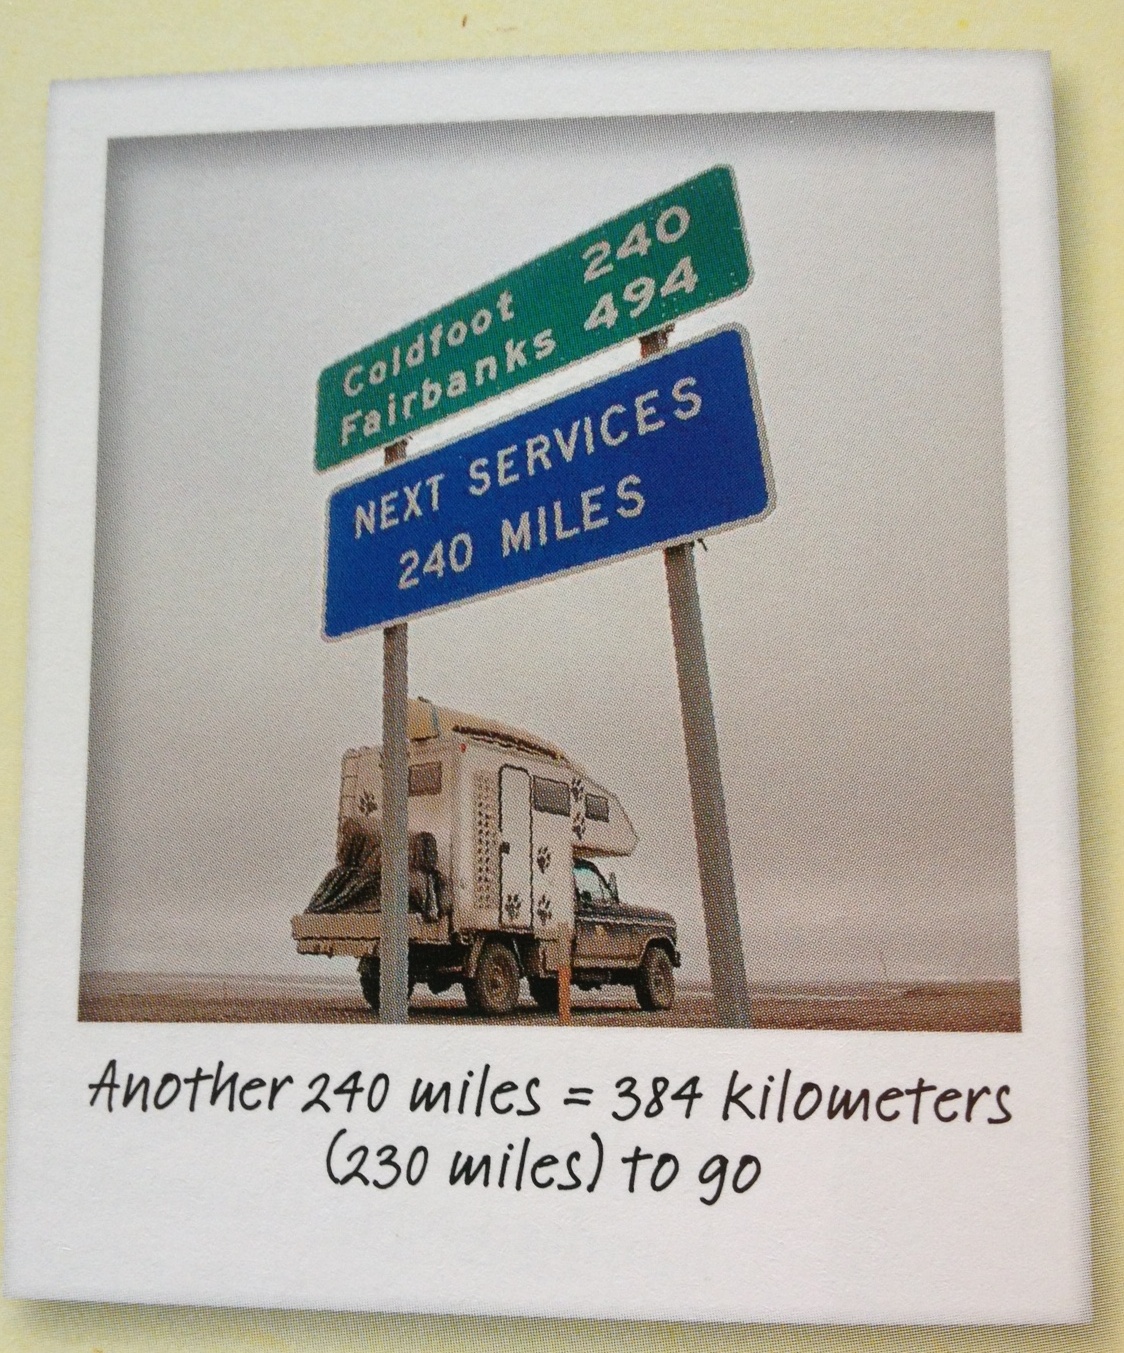 Coldfoot 240
Fairbanks 494
NEXT SERVICES
240 MILES
Another 240 miles = 384 kilometers
(230 miles) to go